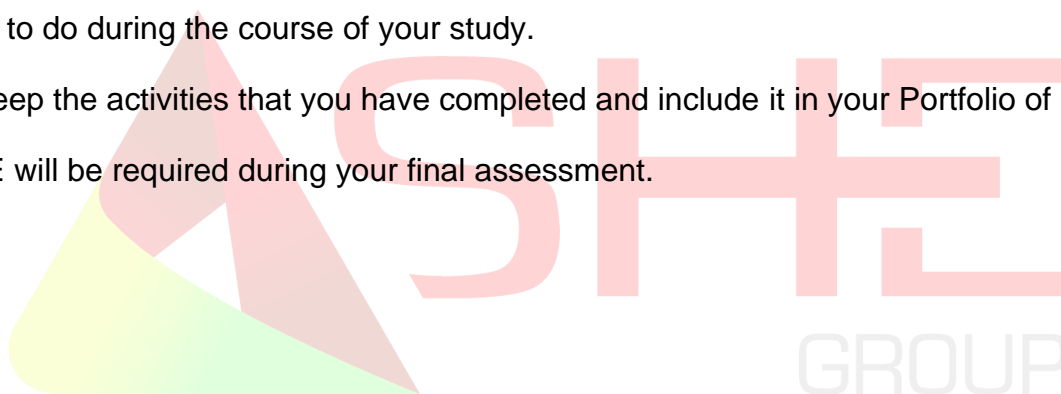 to do during the course of your study.
eep the activities that you have completed and include it in your Portfolio of
E will be required during your final assessment.
SHE
GROUP